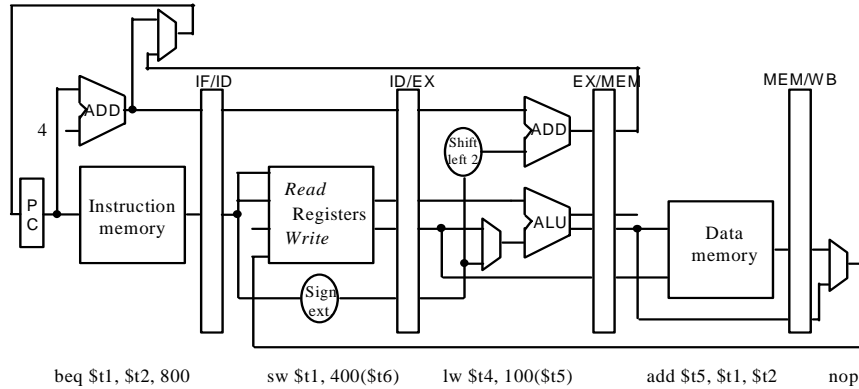 IF/ID
ID/EX
EX/MEM
MEM/WB
ADD
4
Shift
left 2
ADD
P
C
Instruction
memory
Read
Registers
Write
ALU
Data
memory
Sign
ext
beq $t1, $t2, 800
sw $t1, 400($t6)
lw $t4, 100($t5)
add $t5, $t1, $t2
nop